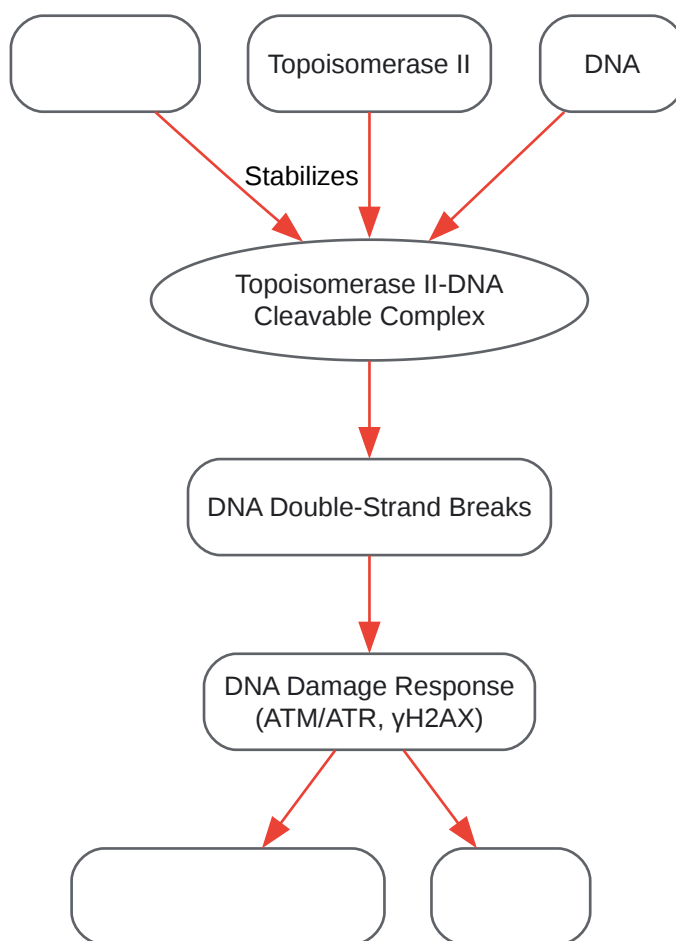 Topoisomerase II
DNA
Stabilizes
Topoisomerase II-DNA
Cleavable Complex
DNA Double-Strand Breaks
DNA Damage Response
(ATM/ATR, γH2AX)